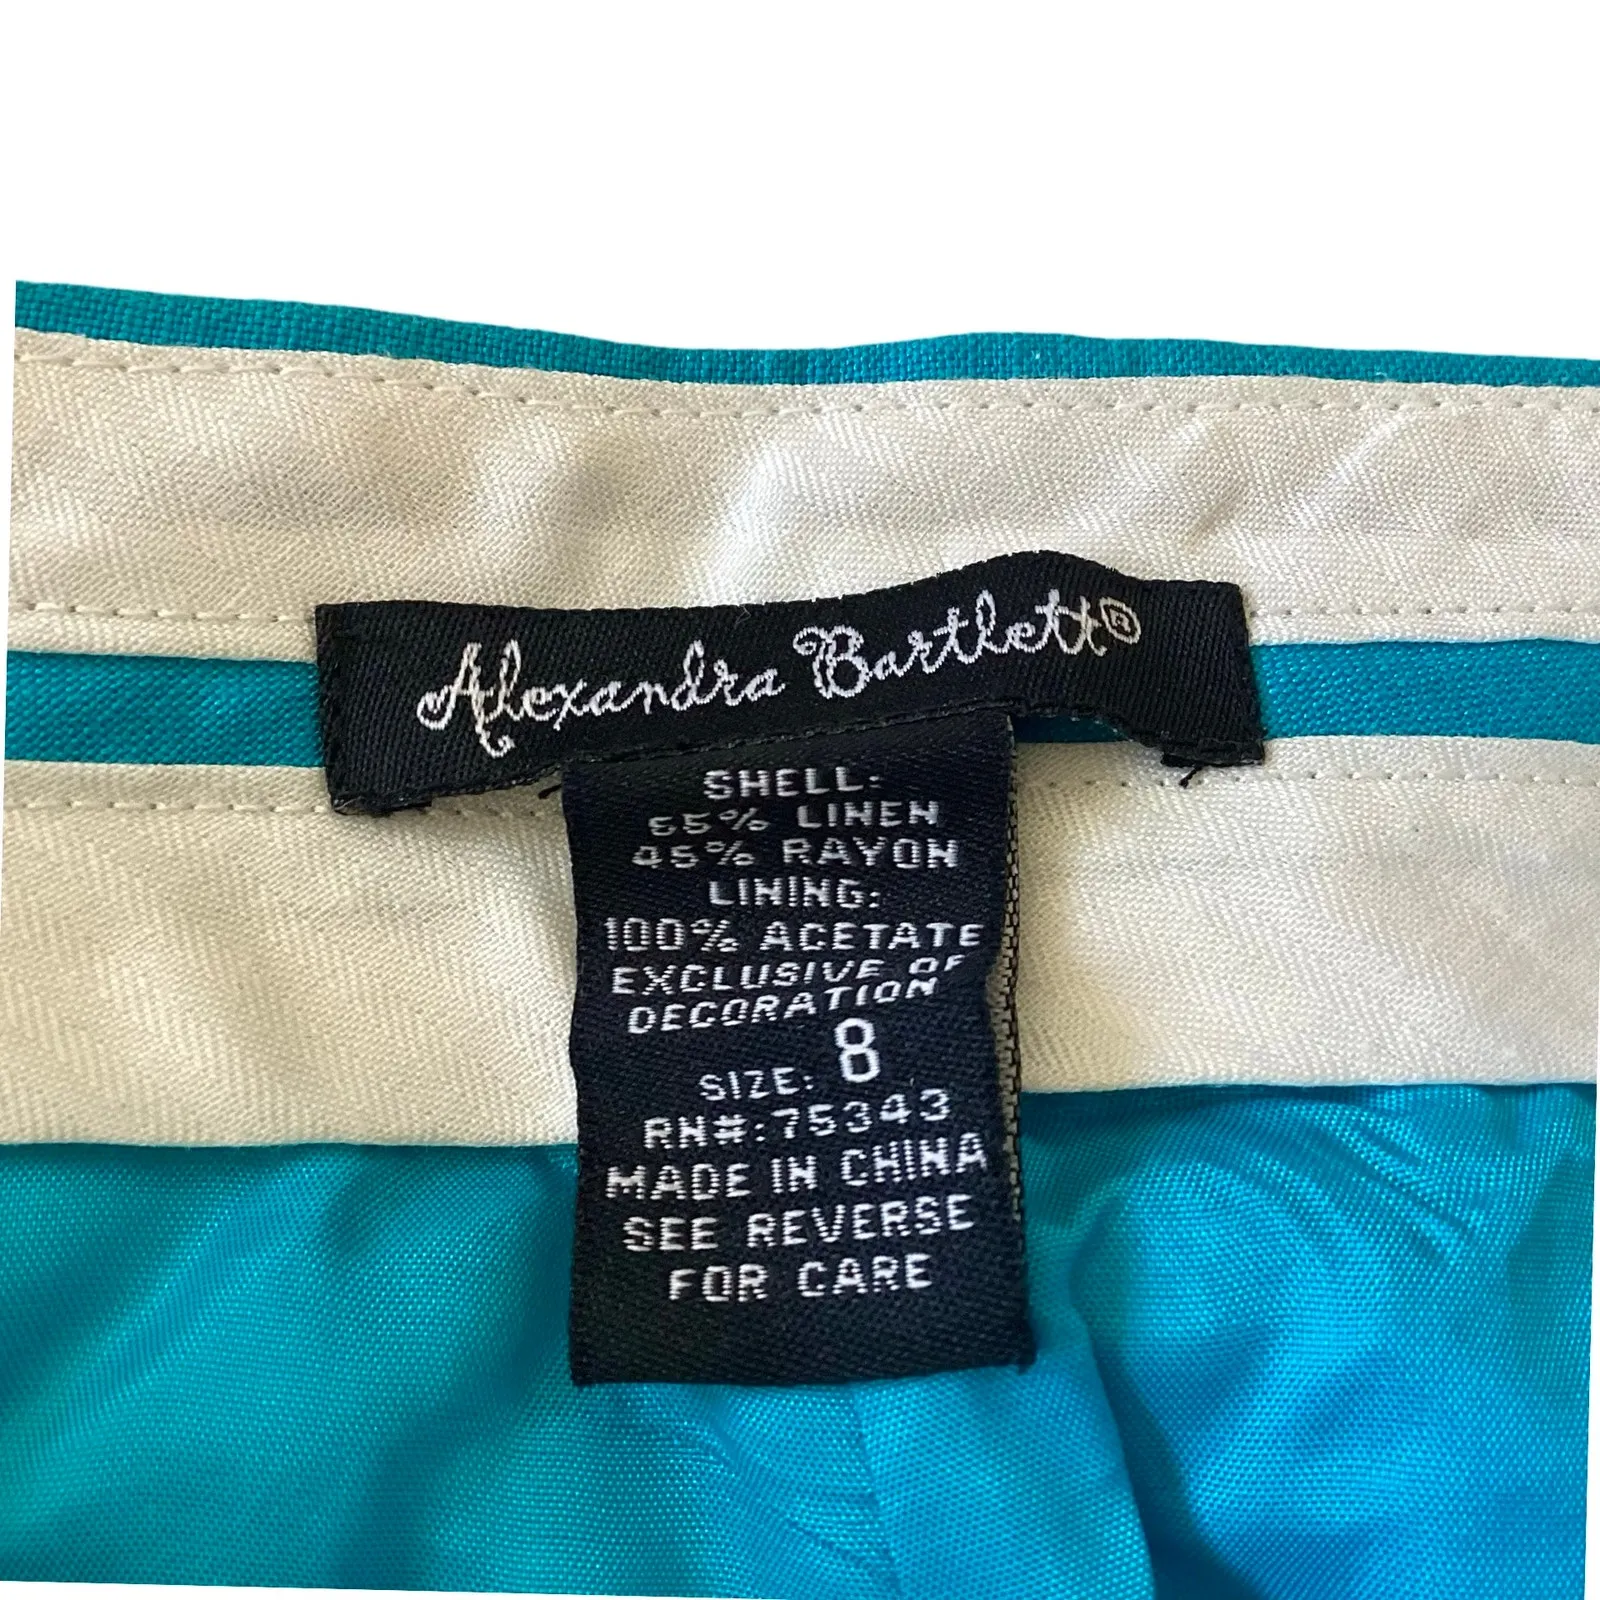 Alexandra Bartlett®
SHELL:
55% LINEN
45% RAYON
LINING:
100% ACETATE
EXCLUSIVE OF
DECORATION
SIZE: 8
RN#:75343
MADE IN CHINA
SEE REVERSE
FOR CARE